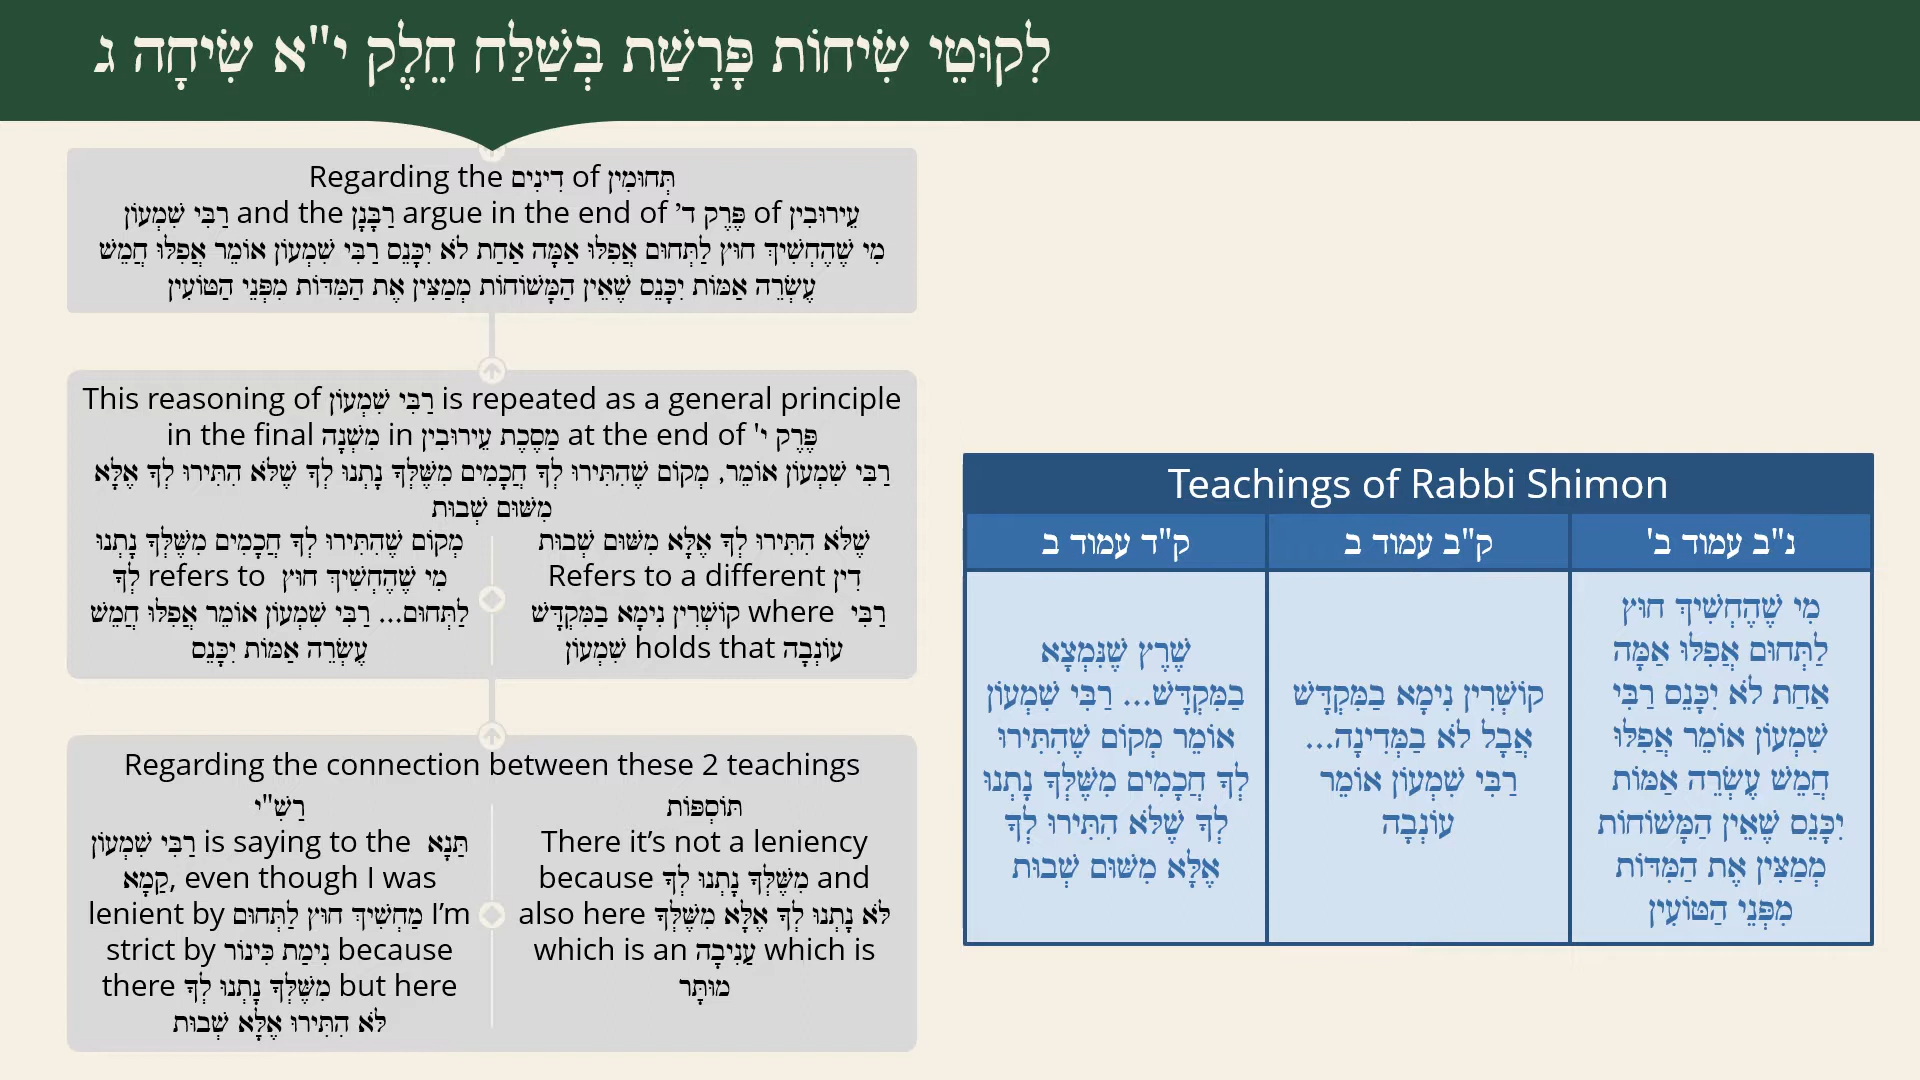 לִקוּטֵי שִׂיחוֹת פָּרָשַׁת בְּשַׁלַּח חֵלֶק י"א שִׂיחָה ג
Regarding the דִינִים of תְּחוּמִין
רַבִּי שִׁמְעוֹן and the רַבָּנָן argue in the end of פֶּרֶק ד' of עֵירוּבִין
מִי שֶׁהֶחְשִׁיךְ חוּץ לַתְּחוּם אֲפִלּוּ אַמָּה אַחַת לֹא יִכָּנֵס רַבִּי שִׁמְעוֹן אוֹמֵר אֲפִלּוּ חֲמֵשׁ
עֶשְׂרֵה אַמּוֹת יִכָּנֵס שֶׁאֵין הַמָּשׁוֹחוֹת מְמַצִּין אֶת הַמִּדּוֹת מִפְּנֵי הַטּוֹעִין
This reasoning of רַבִּי שִׁמְעוֹן is repeated as a general principle
in the final מִשְׁנָה in מַסֶכֶת עֵירוּבִין at the end of פֶּרֶק י'
רַבִּי שִׁמְעוֹן אוֹמֵר, מְקוֹם שֶׁהִתִּירוּ לְךָ חֲכָמִים מִשֶּׁלְּךָ נָתְנוּ לְךָ שֶׁלֹּא הִתִּירוּ לְךָ אֶלָּא
מִשּׁוּם שְׁבוּת
מְקוֹם שֶׁהִתִּירוּ לְךָ חֲכָמִים מִשֶּׁלְּךָ נָתְנוּ
לְךָ refers to מִי שֶׁהֶחְשִׁיךְ חוּץ
לַתְּחוּם... רַבִּי שִׁמְעוֹן אוֹמֵר אֲפִלּוּ חֲמֵשׁ
עֶשְׂרֵה אַמּוֹת יִכָּנֵס
שֶׁלֹּא הִתִּירוּ לְךָ אֶלָּא מִשּׁוּם שְׁבוּת
Refers to a different דִין
קוֹשְׁרִין נִימָא בַמִּקְדָּשׁ where רַבִּי
שִׁמְעוֹן holds that עוֹנְבָה
Regarding the connection between these 2 teachings
רַשִׁ"י
רַבִּי שִׁמְעוֹן is saying to the תַּנָא
קַמָא, even though I was
lenient by מַחְשִׁיךְ חוּץ לַתְּחוּם I’m
strict by נִימַת כִּינוֹר because
there מִשֶּׁלְּךָ נָתְנוּ לְךָ but here
לֹּא הִתִּירוּ אֶלָּא שְׁבוּת
תּוֹסְפּוֹת
There it’s not a leniency
because מִשֶּׁלְּךָ נָתְנוּ לְךָ and
also here לֹּא נָתְנוּ לְךָ אֶלָּא מִשֶּׁלְּךָ
which is an עֲנִיבָה which is
מוּתָּר
Teachings of Rabbi Shimon
נ"ב עמוד ב'
ק"ב עמוד ב
ק"ד עמוד ב
מִי שֶׁהֶחְשִׁיךְ חוּץ
לַתְּחוּם אֲפִלּוּ אַמָּה
אַחַת לֹא יִכָּנֵס רַבִּי
שִׁמְעוֹן אוֹמֵר אֲפִלּוּ
חֲמֵשׁ עֶשְׂרֵה אַמּוֹת
יִכָּנֵס שֶׁאֵין הַמָּשׁוֹחוֹת
מְמַצִּין אֶת הַמִּדּוֹת
מִפְּנֵי הַטּוֹעִין
קוֹשְׁרִין נִימָא בַמִּקְדָּשׁ
אֲבָל לֹא בַמְּדִינָה...
רַבִּי שִׁמְעוֹן אוֹמֵר
עוֹנְבָה
שֶׁרֶץ שֶׁנִּמְצָא
בַמִּקְדָּשׁ... רַבִּי שִׁמְעוֹן
אוֹמֵר מְקוֹם שֶׁהִתִּירוּ
לְךָ חֲכָמִים מִשֶּׁלְּךָ נָתְנוּ
לְךָ שֶׁלֹּא הִתִּירוּ לְךָ
אֶלָּא מִשּׁוּם שְׁבוּת